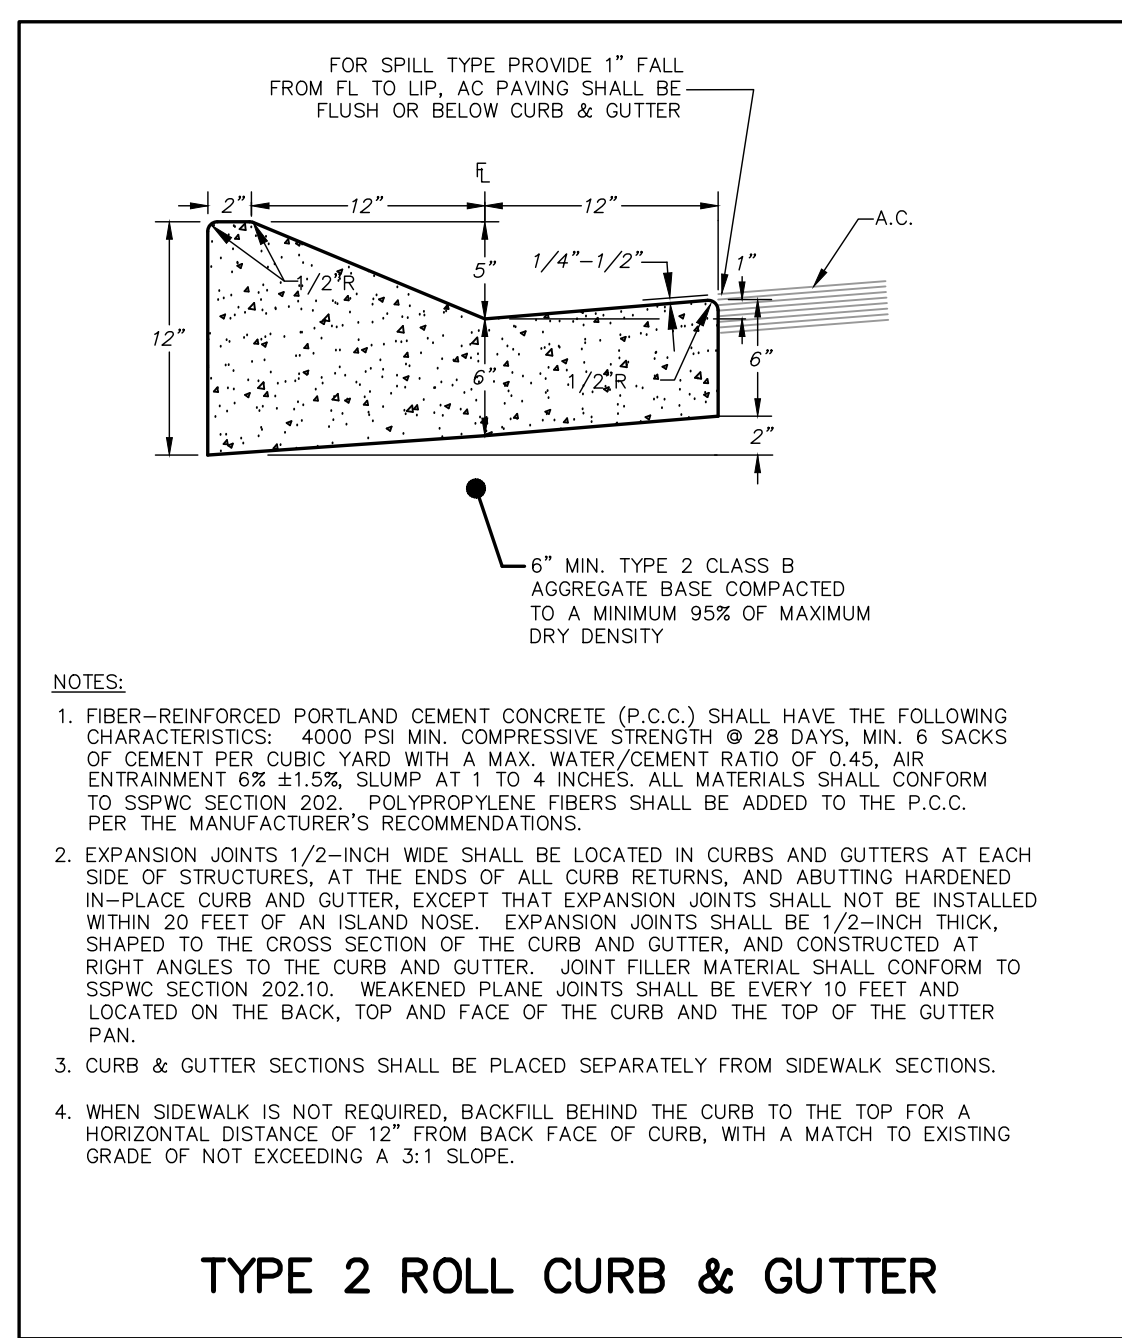 FOR SPILL TYPE PROVIDE 1" FALL
FROM FL TO LIP, AC PAVING SHALL BE
FLUSH OR BELOW CURB & GUTTER
FL
2"
12"
12"
A.C.
1/4"–1/2"
1"
5"
1/2"R
12"
6"
6"
1/2"R
2"
6" MIN. TYPE 2 CLASS B
AGGREGATE BASE COMPACTED
TO A MINIMUM 95% OF MAXIMUM
DRY DENSITY
NOTES:
1. FIBER–REINFORCED PORTLAND CEMENT CONCRETE (P.C.C.) SHALL HAVE THE FOLLOWING
CHARACTERISTICS: 4000 PSI MIN. COMPRESSIVE STRENGTH @ 28 DAYS, MIN. 6 SACKS
OF CEMENT PER CUBIC YARD WITH A MAX. WATER/CEMENT RATIO OF 0.45, AIR
ENTRAINMENT 6% ±1.5%, SLUMP AT 1 TO 4 INCHES. ALL MATERIALS SHALL CONFORM
TO SSPWC SECTION 202. POLYPROPYLENE FIBERS SHALL BE ADDED TO THE P.C.C.
PER THE MANUFACTURER'S RECOMMENDATIONS.
2. EXPANSION JOINTS 1/2–INCH WIDE SHALL BE LOCATED IN CURBS AND GUTTERS AT EACH
SIDE OF STRUCTURES, AT THE ENDS OF ALL CURB RETURNS, AND ABUTTING HARDENED
IN–PLACE CURB AND GUTTER, EXCEPT THAT EXPANSION JOINTS SHALL NOT BE INSTALLED
WITHIN 20 FEET OF AN ISLAND NOSE. EXPANSION JOINTS SHALL BE 1/2–INCH THICK,
SHAPED TO THE CROSS SECTION OF THE CURB AND GUTTER, AND CONSTRUCTED AT
RIGHT ANGLES TO THE CURB AND GUTTER. JOINT FILLER MATERIAL SHALL CONFORM TO
SSPWC SECTION 202.10. WEAKENED PLANE JOINTS SHALL BE EVERY 10 FEET AND
LOCATED ON THE BACK, TOP AND FACE OF THE CURB AND THE TOP OF THE GUTTER
PAN.
3. CURB & GUTTER SECTIONS SHALL BE PLACED SEPARATELY FROM SIDEWALK SECTIONS.
4. WHEN SIDEWALK IS NOT REQUIRED, BACKFILL BEHIND THE CURB TO THE TOP FOR A
HORIZONTAL DISTANCE OF 12" FROM BACK FACE OF CURB, WITH A MATCH TO EXISTING
GRADE OF NOT EXCEEDING A 3:1 SLOPE.
TYPE 2 ROLL CURB & GUTTER